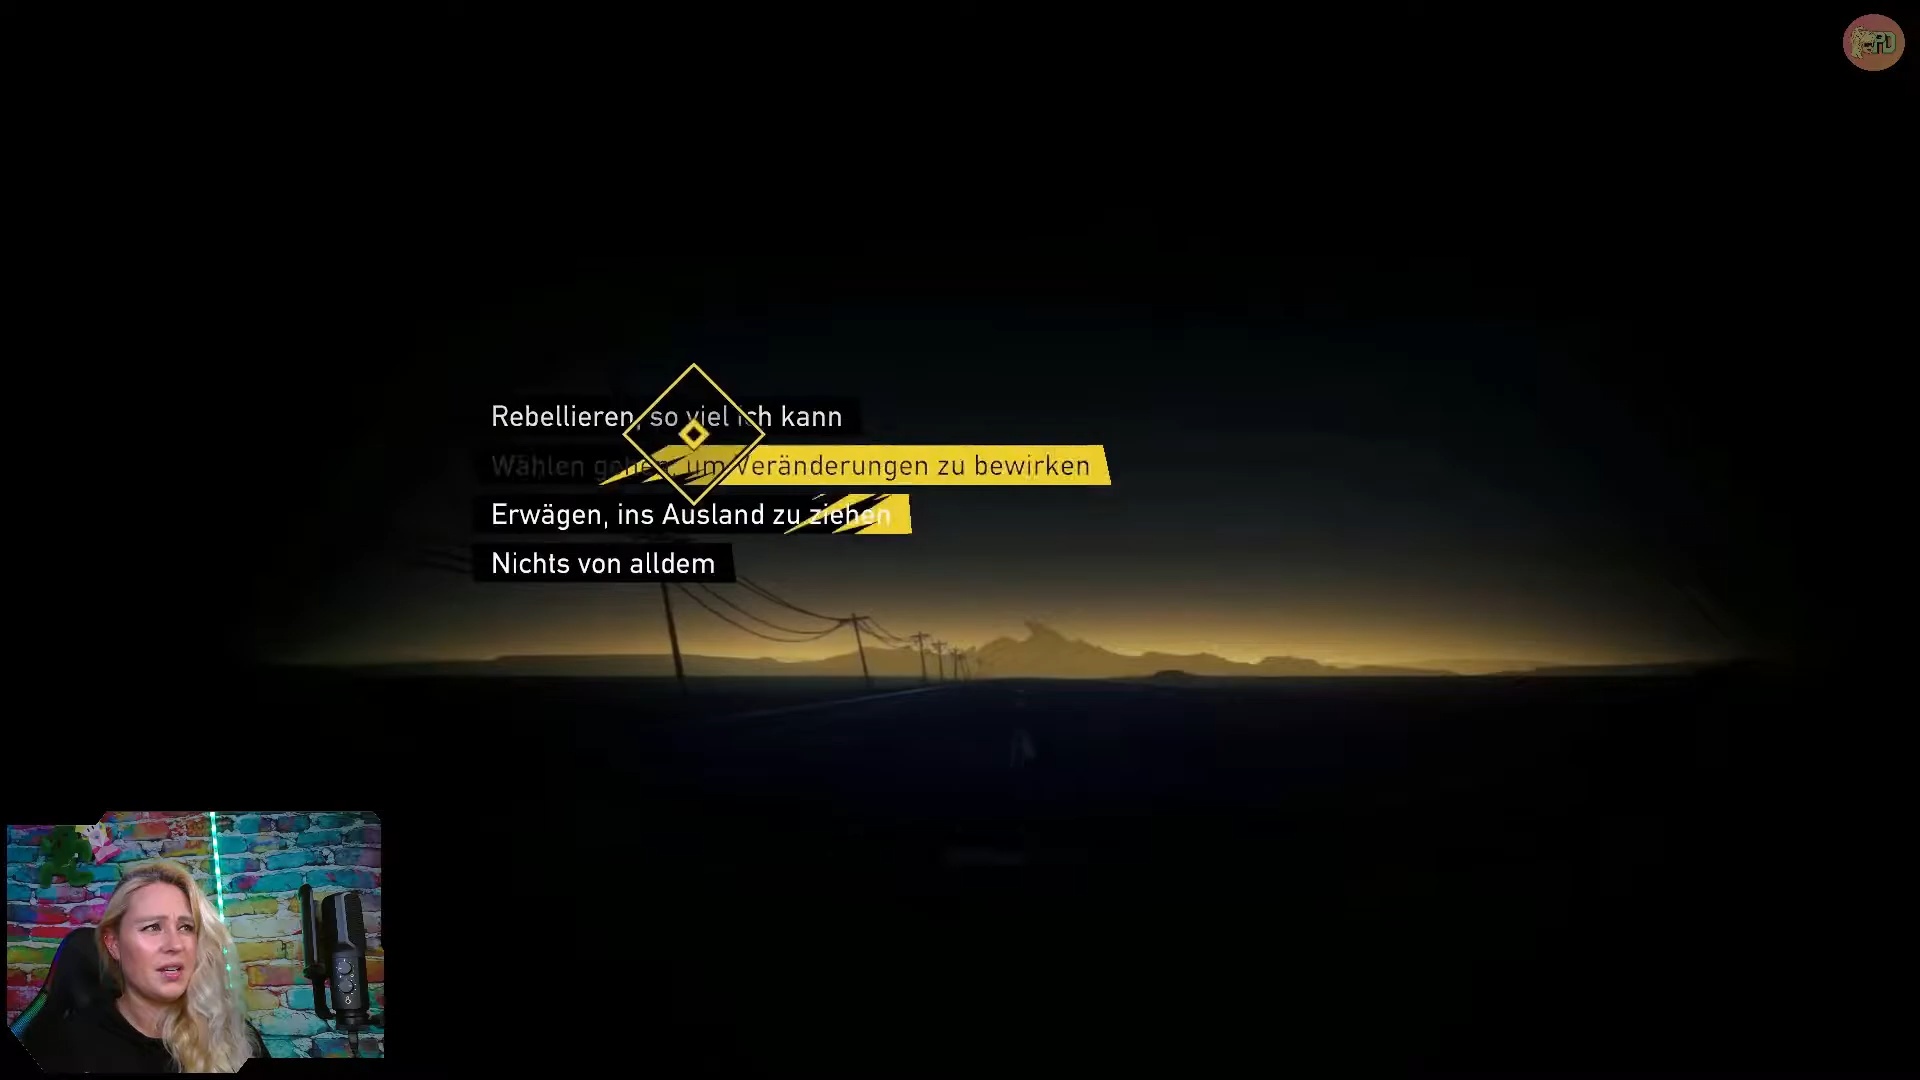 Rebellieren, so viel ich kann
Wählen gehen, um Veränderungen zu bewirken
Erwägen, ins Ausland zu ziehen
Nichts von alldem